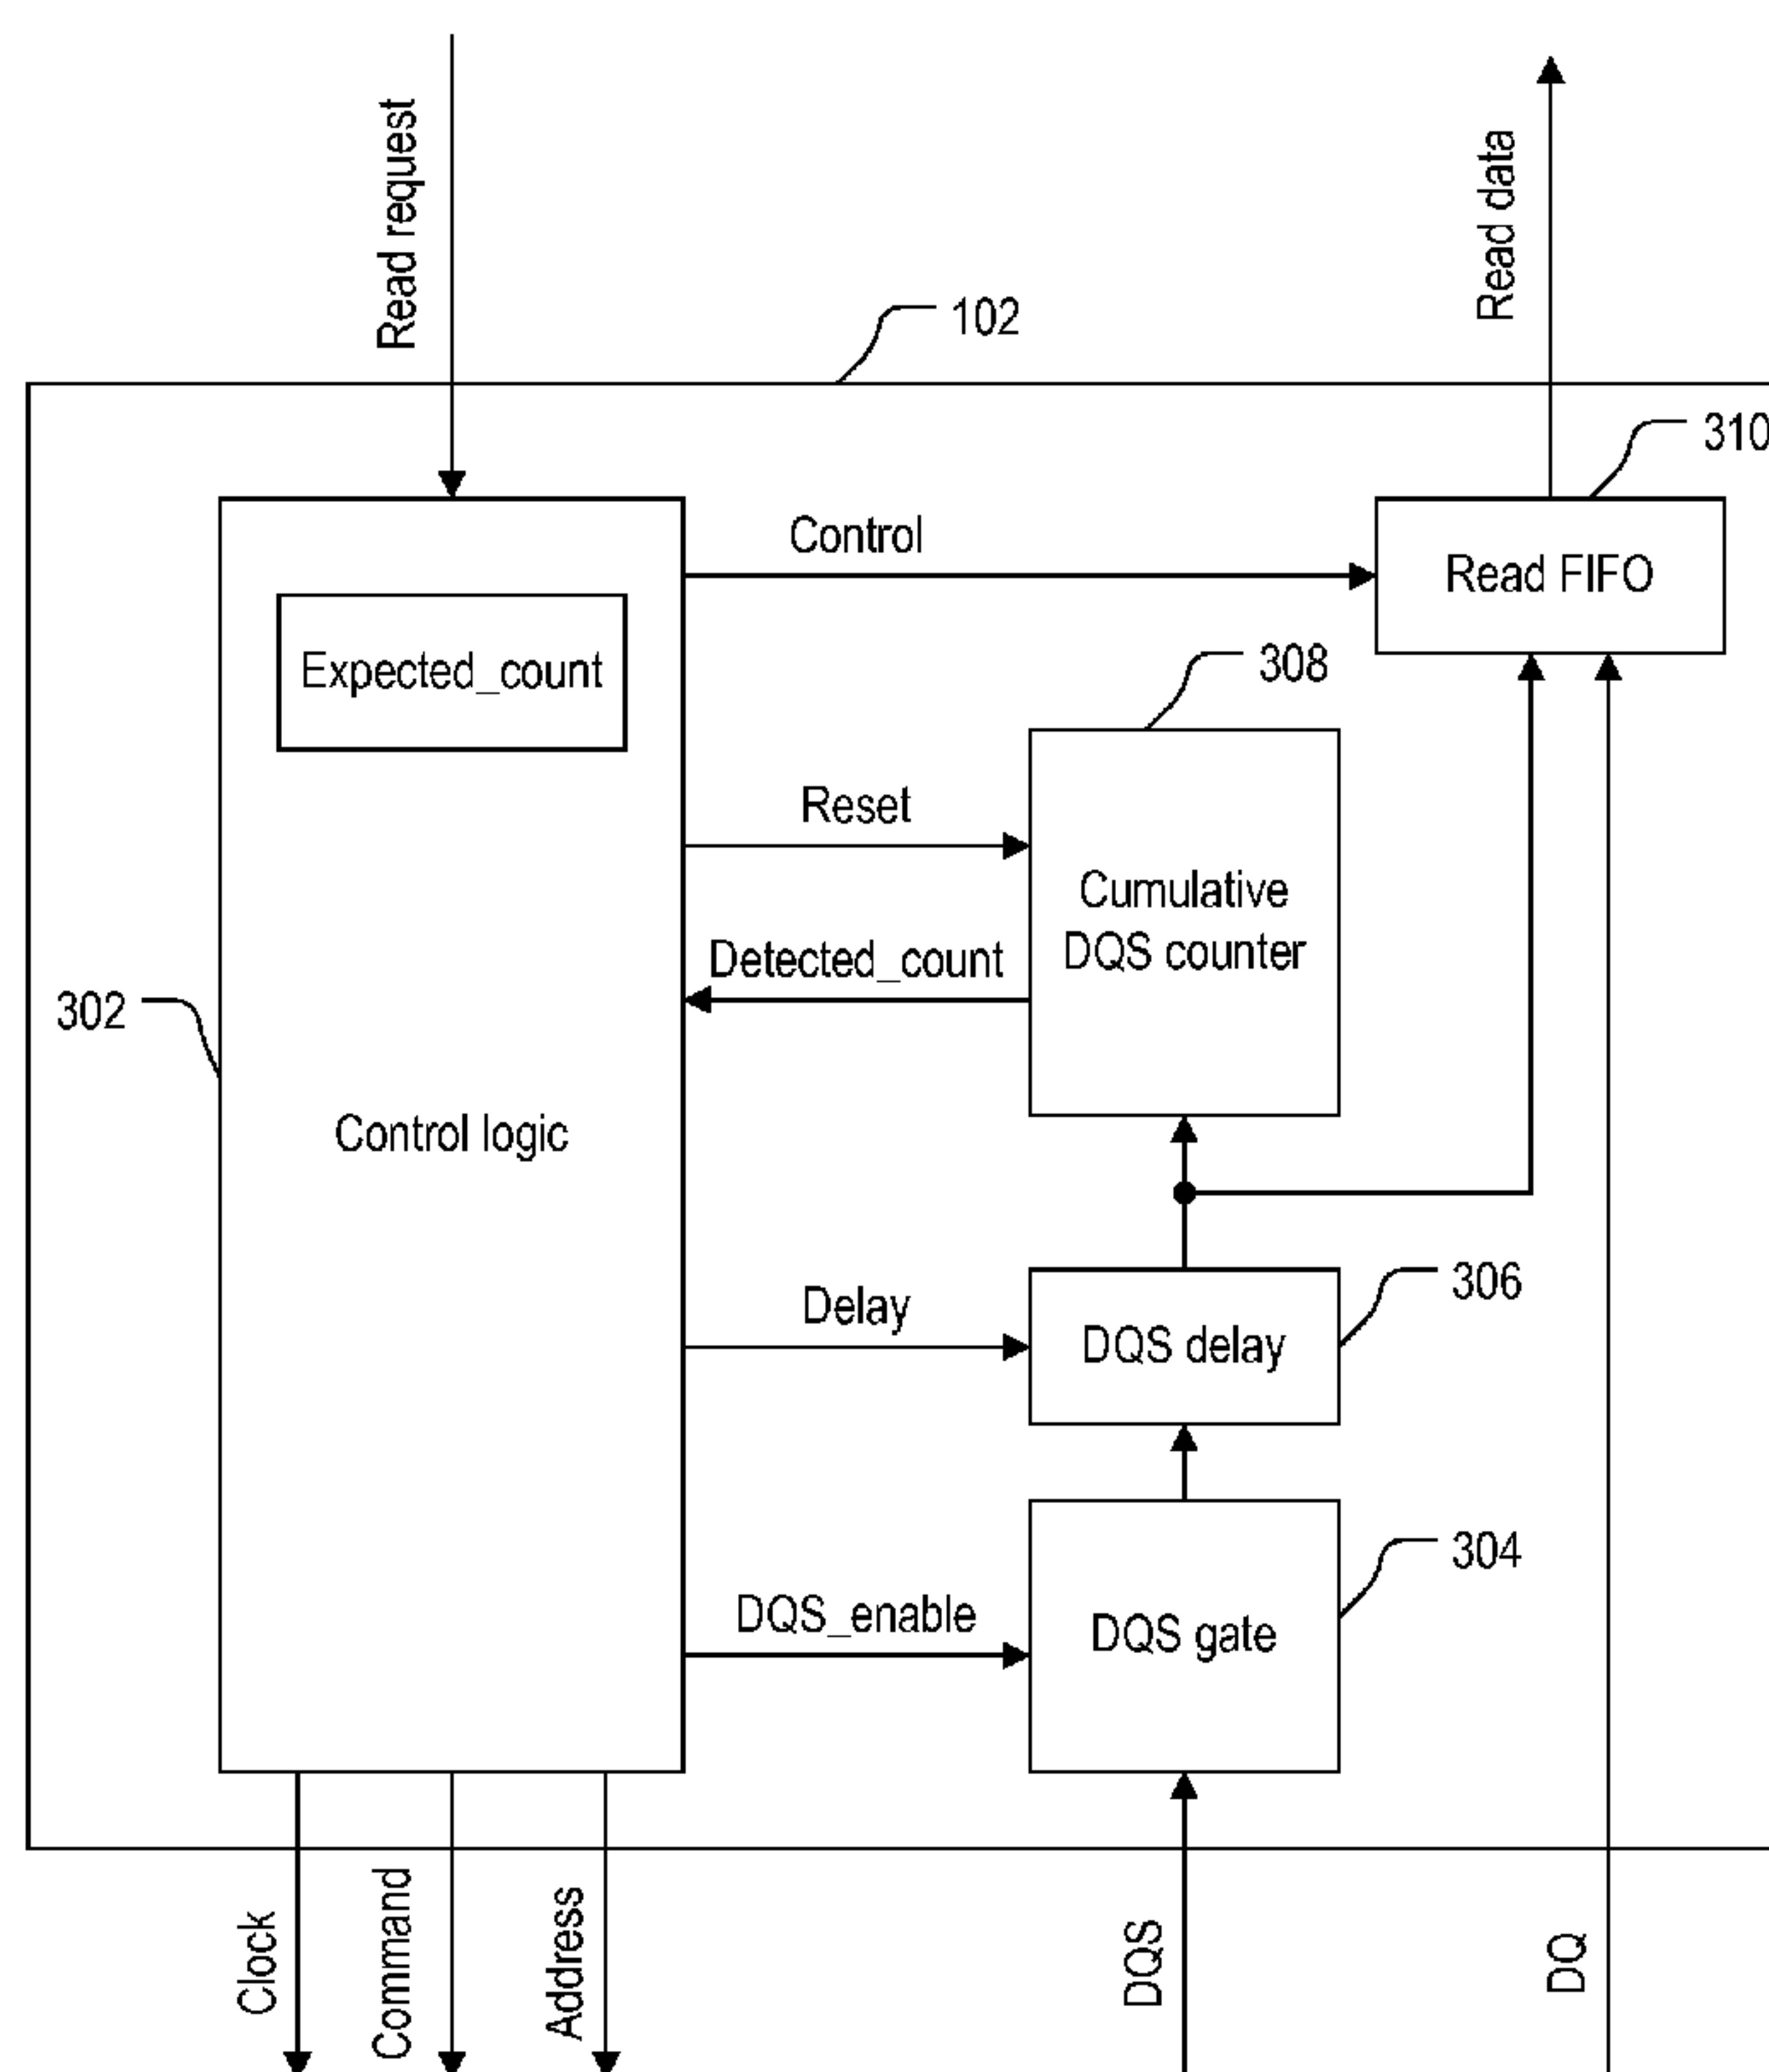 Read request
Read data
102
310
Control
Read FIFO
Expected_count
308
Reset
Cumulative
DQS counter
Detected_count
302
Control logic
306
Delay
DQS delay
304
DQS_enable
DQS gate
Clock
Command
Address
DQS
DQ